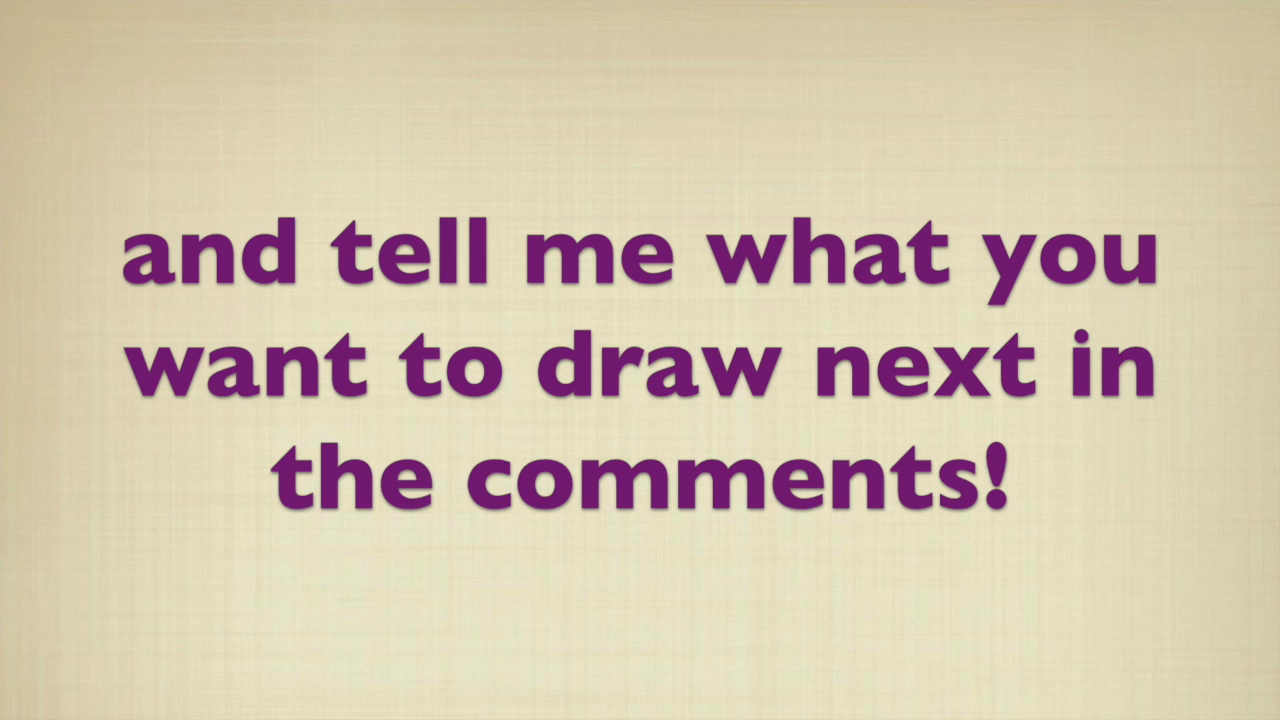 and tell me what you
want to draw next in
the comments!